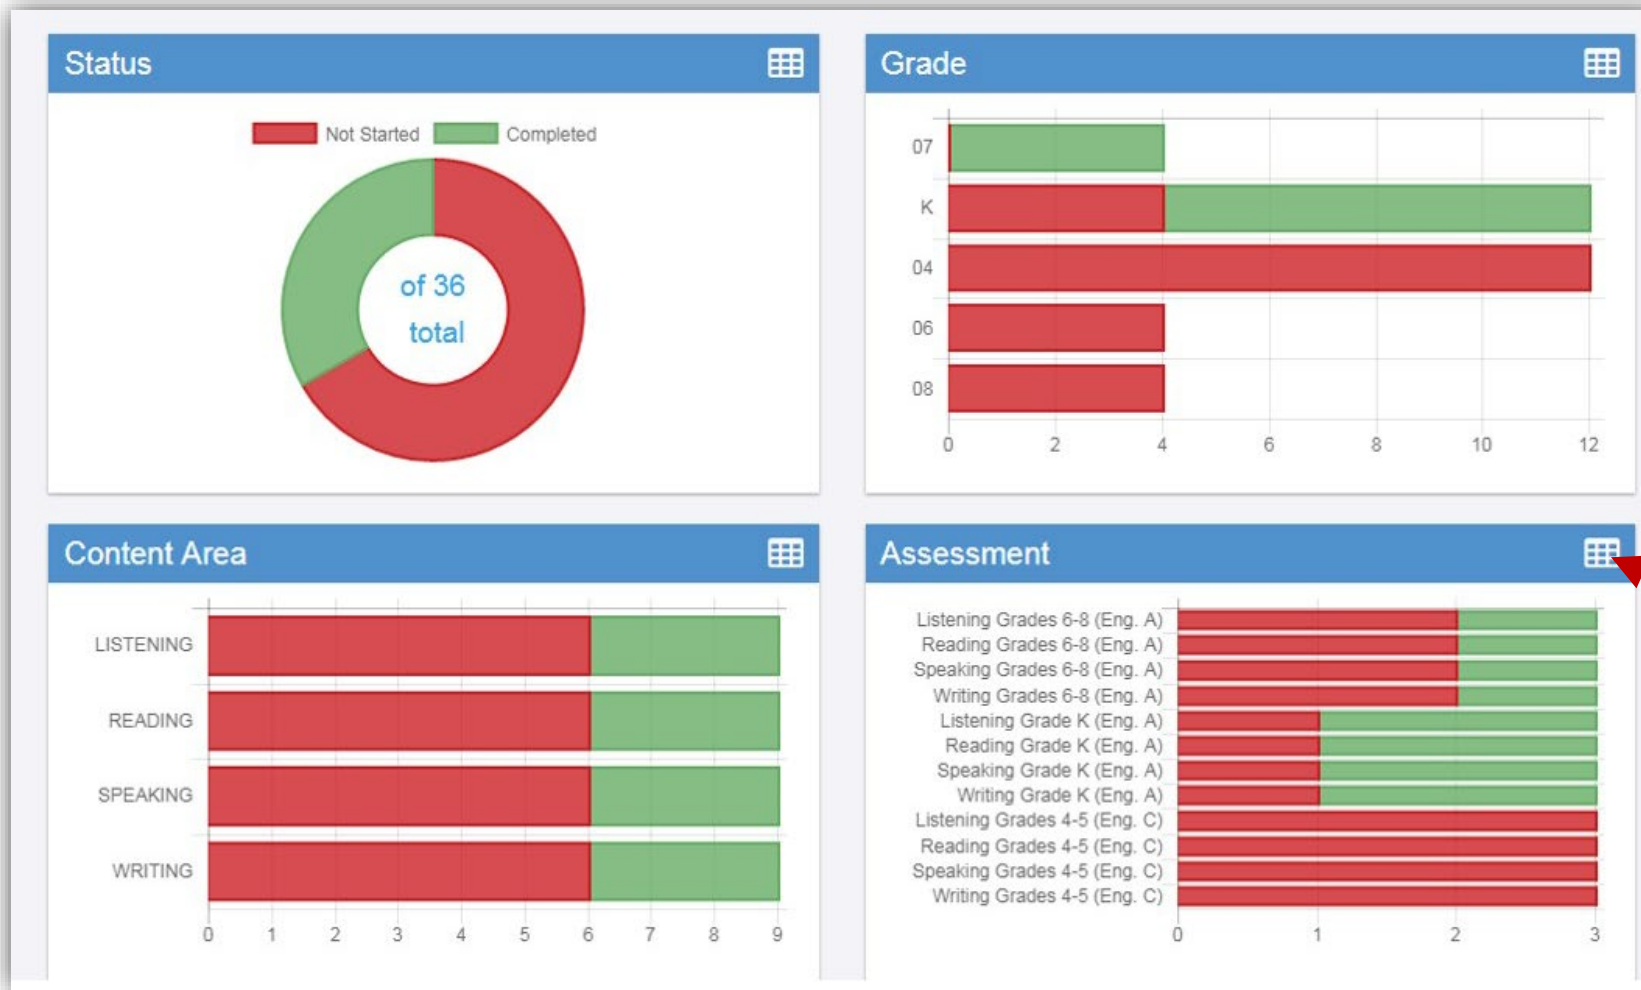 Status
Not Started Completed
of 36
total
Grade
07
K
04
06
08
0 2 4 6 8 10 12
Content Area
LISTENING
READING
SPEAKING
WRITING
0 1 2 3 4 5 6 7 8 9
Assessment
Listening Grades 6-8 (Eng. A)
Reading Grades 6-8 (Eng. A)
Speaking Grades 6-8 (Eng. A)
Writing Grades 6-8 (Eng. A)
Listening Grade K (Eng. A)
Reading Grade K (Eng. A)
Speaking Grade K (Eng. A)
Writing Grade K (Eng. A)
Listening Grades 4-5 (Eng. C)
Reading Grades 4-5 (Eng. C)
Speaking Grades 4-5 (Eng. C)
Writing Grades 4-5 (Eng. C)
0 1 2 3